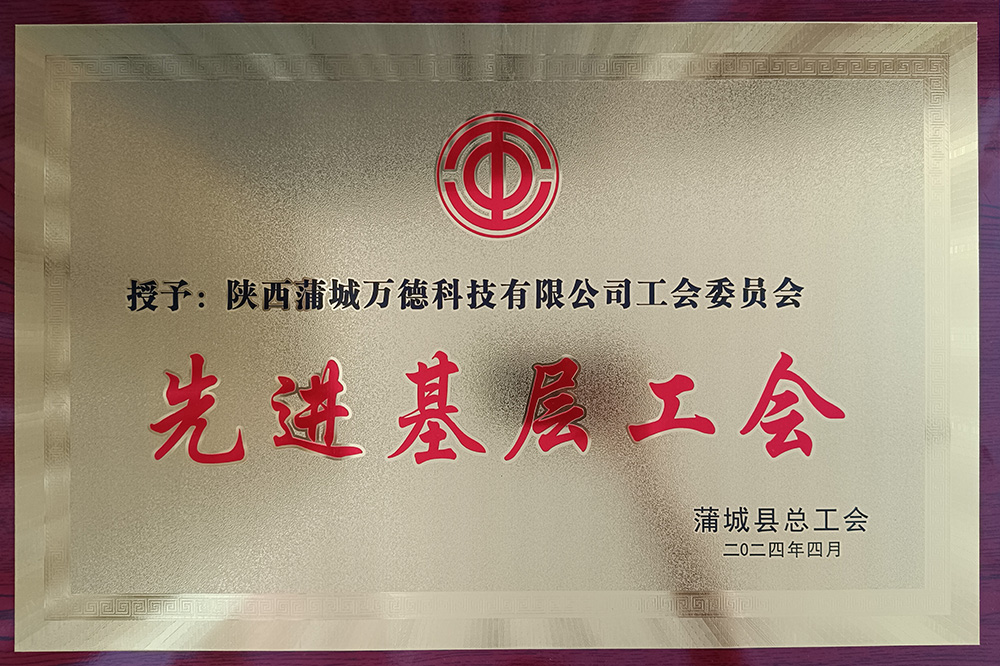 授予：陕西蒲城万德科技有限公司工会委员会
先进基层工会
蒲城县总工会
二〇二四年四月